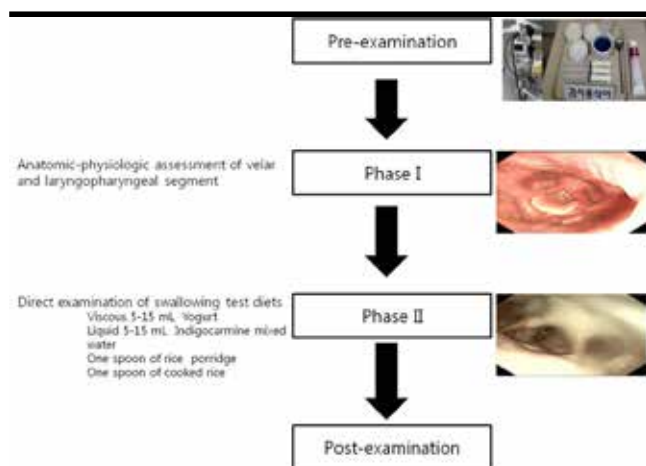 Pre-examination
Anatomic-physiologic assessment of velar
and laryngopharyngeal segment
Phase I
Direct examination of swallowing test diets
Viscous 5-15 mL Yogurt
Liquid 5-15 mL Indigocarmine mixed
water
One spoon of rice porridge
One spoon of cooked rice
Phase II
Post-examination